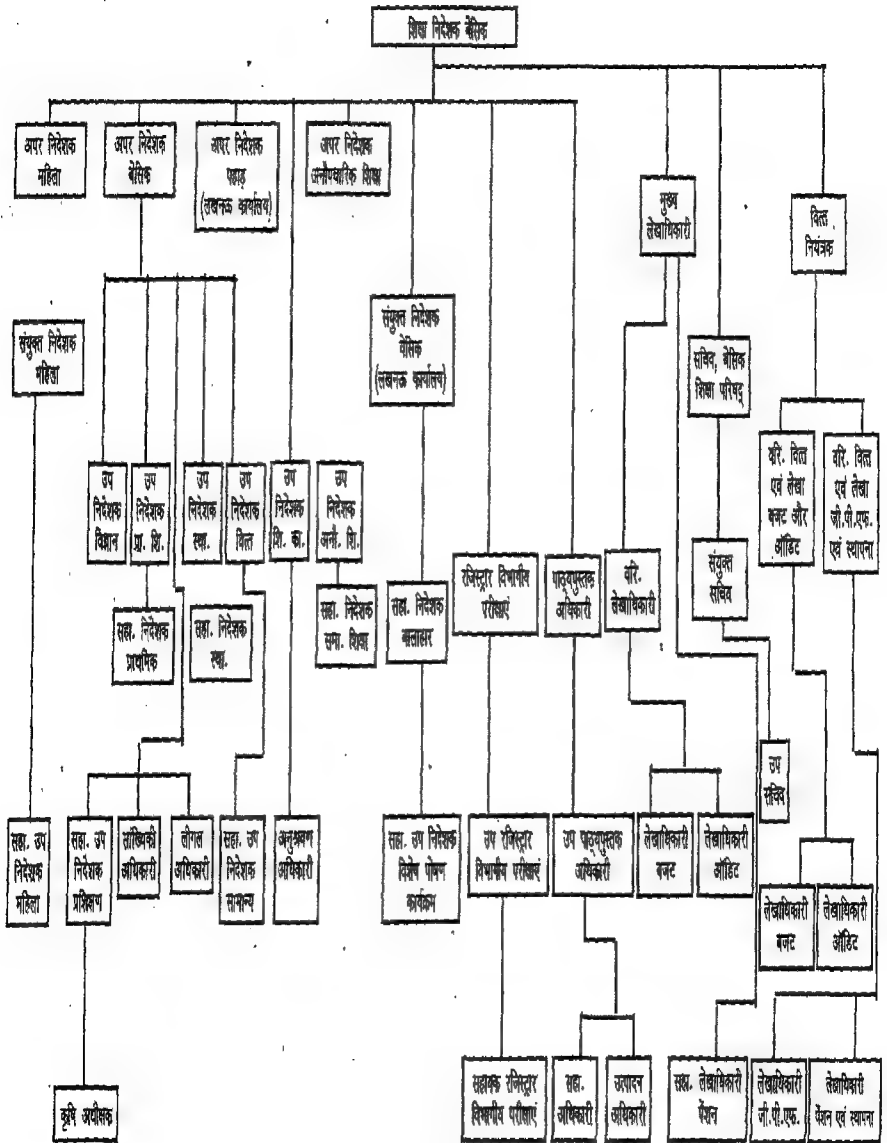 शिक्षा निदेशक बेसिक
अपर निदेशक
महिला
अपर निदेशक
बेसिक
अपर निदेशक
पहाड़
(लखनऊ कार्यालय)
अपर निदेशक
अनौपचारिक शिक्षा
मुख्य
लेखाधिकारी
वित्त
नियंत्रक
संयुक्त निदेशक
महिला
संयुक्त निदेशक
बेसिक
(लखनऊ कार्यालय)
सचिव, बेसिक
शिक्षा परिषद्
उप
निदेशक
विज्ञान
उप
निदेशक
प्रा. शि.
उप
निदेशक
स्था.
उप
निदेशक
वित्त
उप
निदेशक
शि. का.
उप
निदेशक
अनौ. शि.
वरि. वित्त
एवं लेखा
बजट और
ऑडिट
वरि. वित्त
एवं लेखा
जी.पी.एफ.
एवं स्थापना
रजिस्ट्रार विभागीय
परीक्षाएं
पाठ्यपुस्तक
अधिकारी
वरि.
लेखाधिकारी
संयुक्त
सचिव
सहा. निदेशक
प्राथमिक
सहा. निदेशक
स्था.
सहा. निदेशक
समा. शिक्षा
सहा. निदेशक
बालाहार
उप
सचिव
सहा. उप
निदेशक
महिला
सहा. उप
निदेशक
प्रशिक्षण
सांख्यिकी
अधिकारी
लीगल
अधिकारी
सहा. उप
निदेशक
सामान्य
अनुश्रवण
अधिकारी
सहा. उप निदेशक
विशेष पोषण
कार्यक्रम
उप रजिस्ट्रार
विभागीय परीक्षाएं
उप पाठ्यपुस्तक
अधिकारी
लेखाधिकारी
बजट
लेखाधिकारी
ऑडिट
लेखाधिकारी
बजट
लेखाधिकारी
ऑडिट
कृषि अधीक्षक
सहायक रजिस्ट्रार
विभागीय परीक्षाएं
सहा.
अधिकारी
उत्पादन
अधिकारी
सहा. लेखाधिकारी
पेंशन
लेखाधिकारी
जी.पी.एफ.
लेखाधिकारी
पेंशन एवं स्थापना